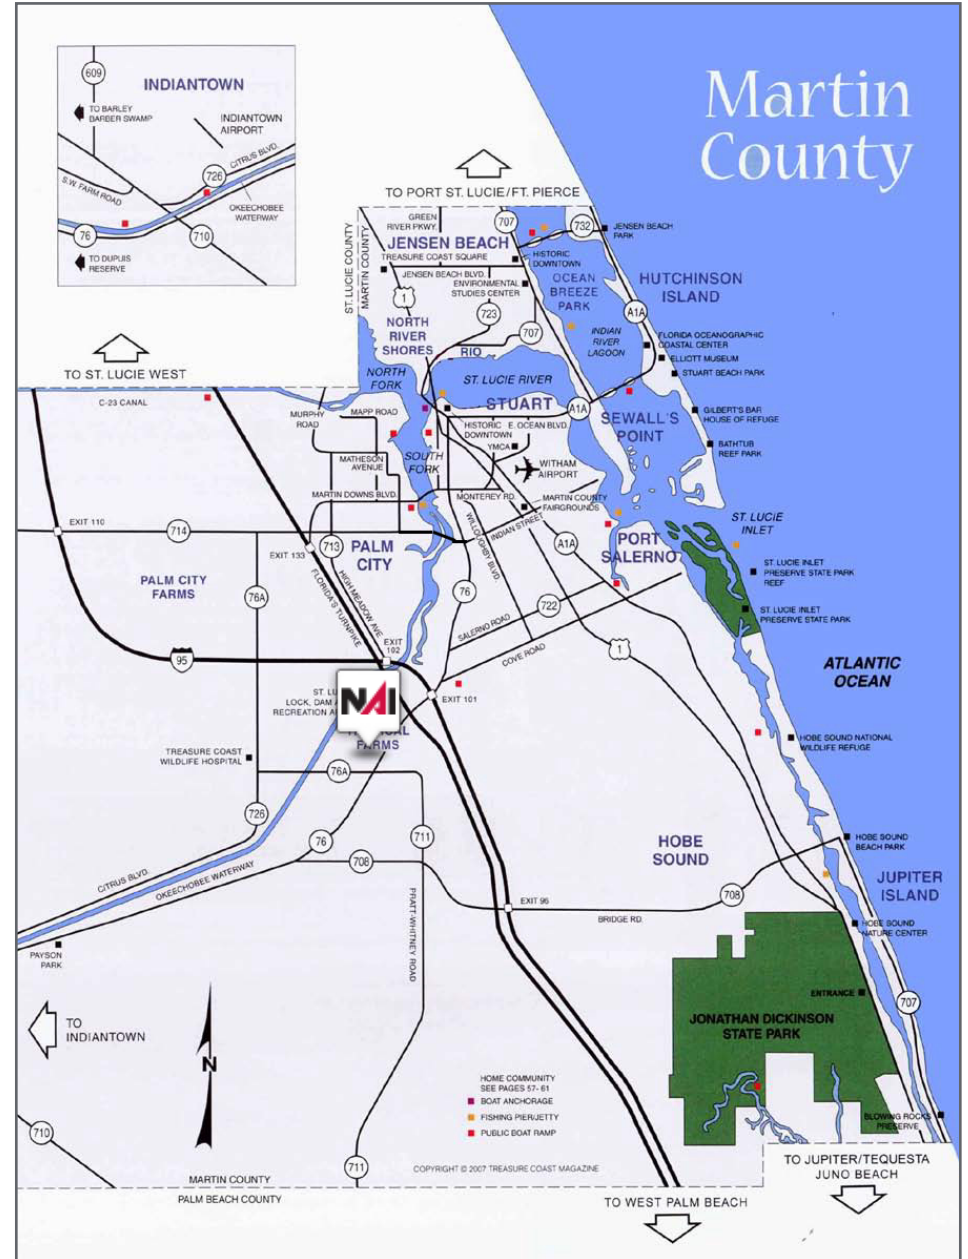 Martin
County
INDIANTOWN
609
TO BARLEY
BARBER SWAMP
INDIANTOWN
AIRPORT
CITRUS BLVD.
S.W. FARM ROAD
726
OKEECHOBEE
WATERWAY
76
710
TO DUPUIS
RESERVE
TO PORT ST. LUCIE/FT. PIERCE
ST. LUCIE COUNTY
MARTIN COUNTY
GREEN
RIVER PKWY.
707
732
JENSEN BEACH
PARK
JENSEN BEACH
TREASURE COAST SQUARE
HISTORIC
DOWNTOWN
JENSEN BEACH BLVD.
ENVIRONMENTAL
STUDIES CENTER
OCEAN
BREEZE
PARK
HUTCHINSON
ISLAND
1
723
A1A
NORTH
RIVER
SHORES
707
INDIAN
RIVER
LAGOON
FLORIDA OCEANOGRAPHIC
COASTAL CENTER
RIO
ELLIOTT MUSEUM
STUART BEACH PARK
TO ST. LUCIE WEST
NORTH
FORK
ST. LUCIE RIVER
C-23 CANAL
MURPHY
ROAD
MAPP ROAD
STUART
A1A
SEWALL'S
POINT
GILBERT'S BAR
HOUSE OF REFUGE
HISTORIC
DOWNTOWN
E. OCEAN BLVD.
YMCA
BATHTUB
REEF PARK
SOUTH
FORK
MATHESON
AVENUE
WITHAM
AIRPORT
MARTIN DOWNS BLVD.
MONTEREY RD.
MARTIN COUNTY
FAIRGROUNDS
EXIT 110
714
INDIAN STREET
WILLOUGHBY BLVD.
ST. LUCIE
INLET
713
PALM
CITY
EXIT 133
A1A
PORT
SALERNO
ST. LUCIE INLET
PRESERVE STATE PARK
REEF
PALM CITY
FARMS
76A
HIGH MEADOW AVE.
FLORIDA'S TURNPIKE
76
722
SALERNO ROAD
ST. LUCIE INLET
PRESERVE STATE PARK
EXIT
102
COVE ROAD
1
95
ATLANTIC
OCEAN
ST. LU
LOCK, DAM
RECREATION A
NAI
EXIT 101
FARMS
TREASURE COAST
WILDLIFE HOSPITAL
HOBE SOUND NATIONAL
WILDLIFE REFUGE
76A
726
76
711
708
HOBE
SOUND
HOBE SOUND
BEACH PARK
CITRUS BLVD.
OKEECHOBEE WATERWAY
JUPITER
ISLAND
708
PRATT-WHITNEY ROAD
EXIT 96
BRIDGE RD.
HOBE SOUND
NATURE CENTER
PAYSON
PARK
ENTRANCE
707
TO
INDIANTOWN
JONATHAN DICKINSON
STATE PARK
N
HOME COMMUNITY
SEE PAGES 57- 61
BOAT ANCHORAGE
FISHING PIER/JETTY
PUBLIC BOAT RAMP
BLOWING ROCKS
PRESERVE
710
711
COPYRIGHT © 2007 TREASURE COAST MAGAZINE
MARTIN COUNTY
PALM BEACH COUNTY
TO WEST PALM BEACH
TO JUPITER/TEQUESTA
JUNO BEACH